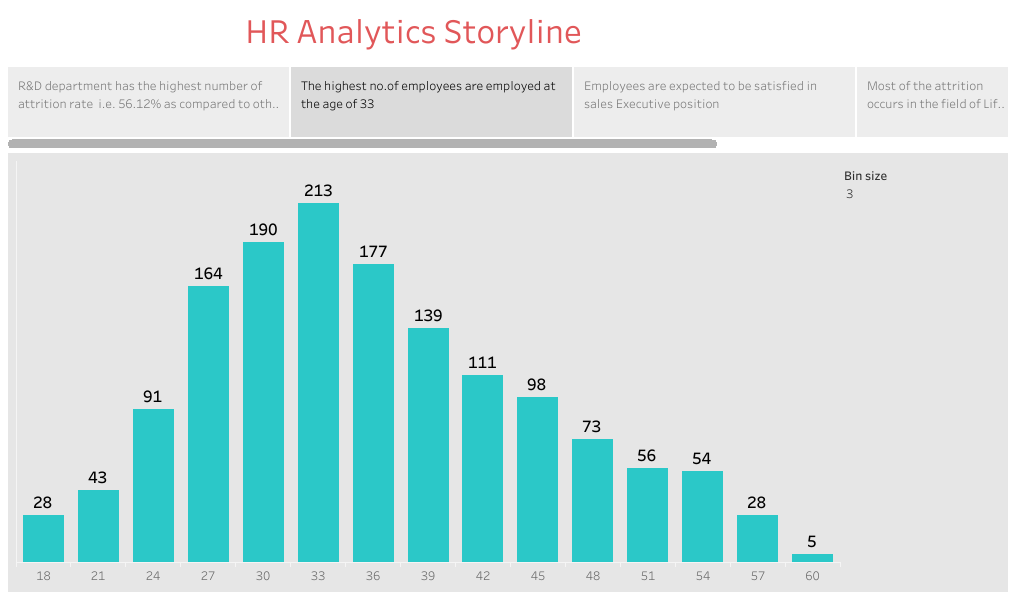 HR Analytics Storyline
R&D department has the highest number of
attrition rate  i.e. 56.12% as compared to oth..
The highest no.of employees are employed at
the age of 33
Employees are expected to be satisfied in
sales Executive position
Most of the attrition
occurs in the field of Lif..
Bin size
3
213
190
177
164
139
111
98
91
73
56
54
43
28
28
5
18 21 24 27 30 33 36 39 42 45 48 51 54 57 60